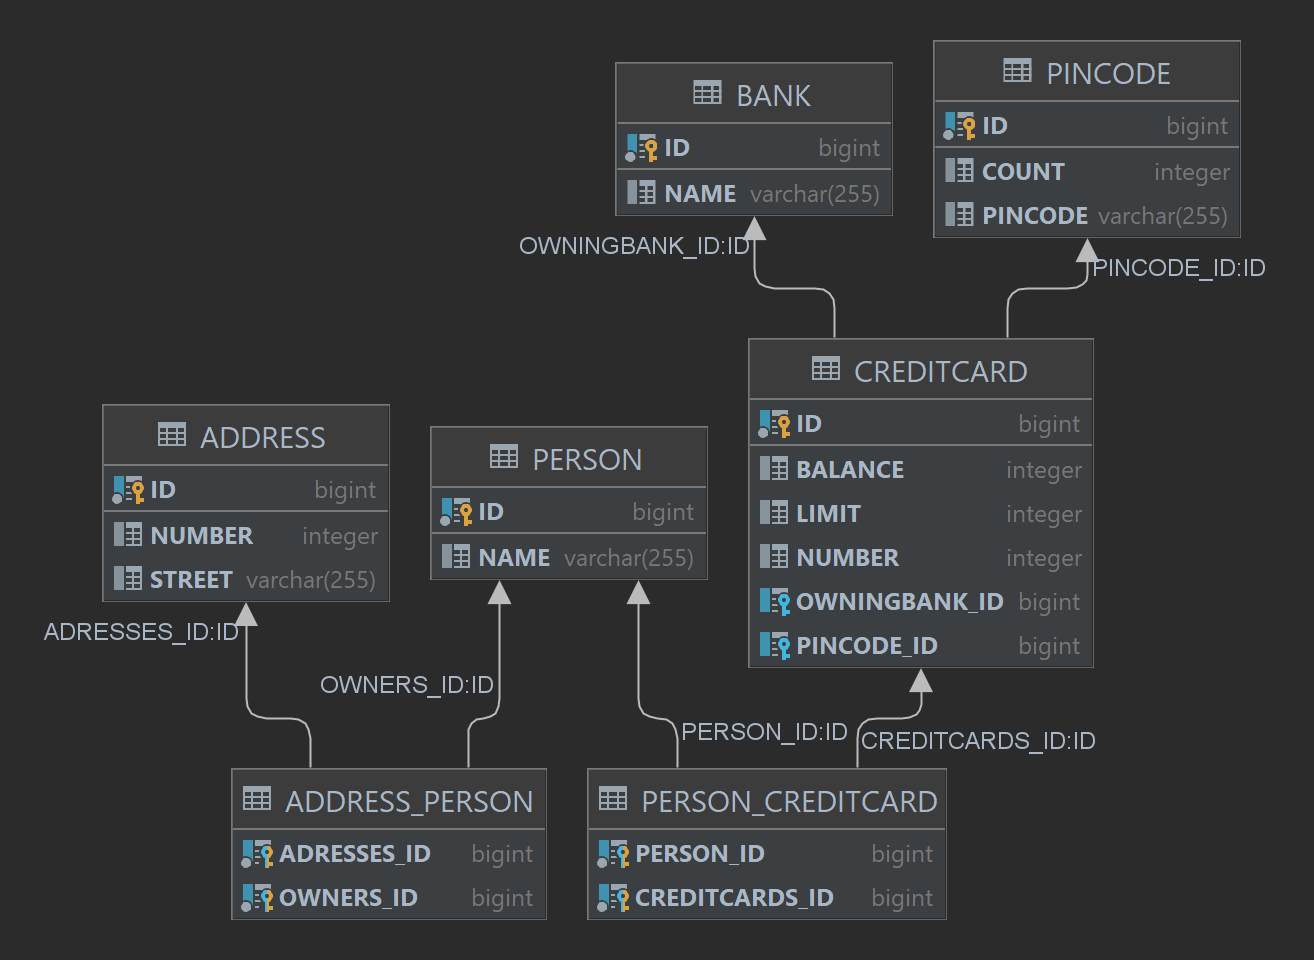 BANK
ID bigint
NAME varchar(255)
PINCODE
ID bigint
COUNT integer
PINCODE varchar(255)
OWNINGBANK_ID:ID
PINCODE_ID:ID
CREDITCARD
ID bigint
BALANCE integer
LIMIT integer
NUMBER integer
OWNINGBANK_ID bigint
PINCODE_ID bigint
ADDRESS
ID bigint
NUMBER integer
STREET varchar(255)
PERSON
ID bigint
NAME varchar(255)
ADRESSES_ID:ID
OWNERS_ID:ID
PERSON_ID:ID
CREDITCARDS_ID:ID
ADDRESS_PERSON
ADRESSES_ID bigint
OWNERS_ID bigint
PERSON_CREDITCARD
PERSON_ID bigint
CREDITCARDS_ID bigint